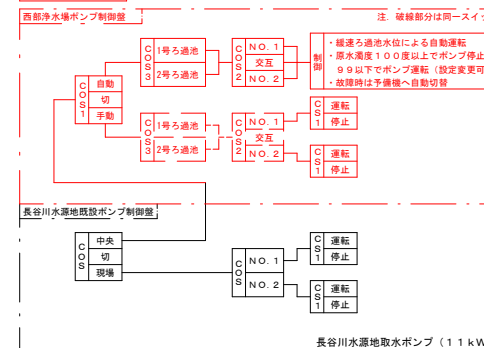 西部浄水場ポンプ制御盤
注．破線部分は同一スイッ
COS3
1号ろ過池
2号ろ過池
COS2
NO．1
交互
NO．2
制御
・緩速ろ過池水位による自動運転
・原水濁度１００度以上でポンプ停止
９９以下でポンプ運転（設定変更可
・故障時は予備機へ自動切替
COS1
自動
切
手動
COS3
1号ろ過池
2号ろ過池
COS2
NO．1
交互
NO．2
CS1
運転
停止
CS1
運転
停止
長谷川水源地既設ポンプ制御盤
COS
中央
切
現場
COS
NO．1
NO．2
CS1
運転
停止
CS1
運転
停止
長谷川水源地取水ポンプ（１１ｋＷ